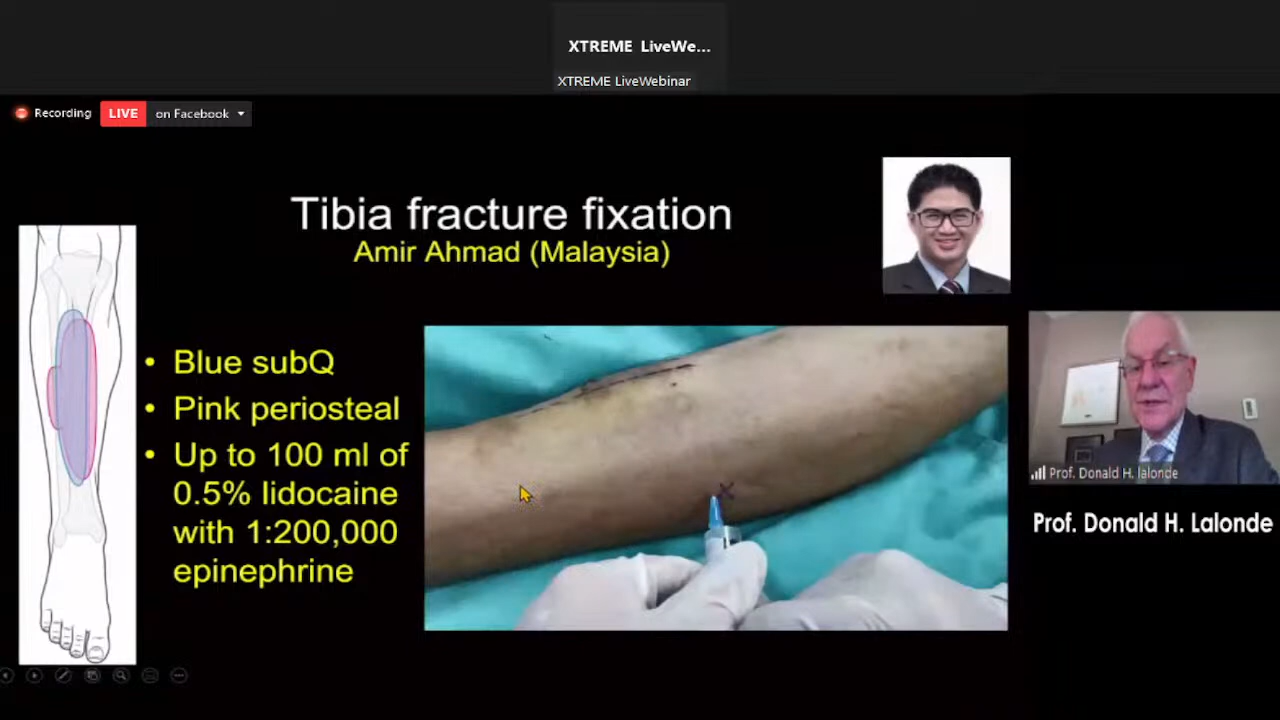 XTREME LiveWe...
XTREME LiveWebinar
Recording
LIVE
on Facebook
Tibia fracture fixation
Amir Ahmad (Malaysia)
• Blue subQ
• Pink periosteal
• Up to 100 ml of
0.5% lidocaine
with 1:200,000
epinephrine
Prof. Donald H. lalonde
Prof. Donald H. Lalonde